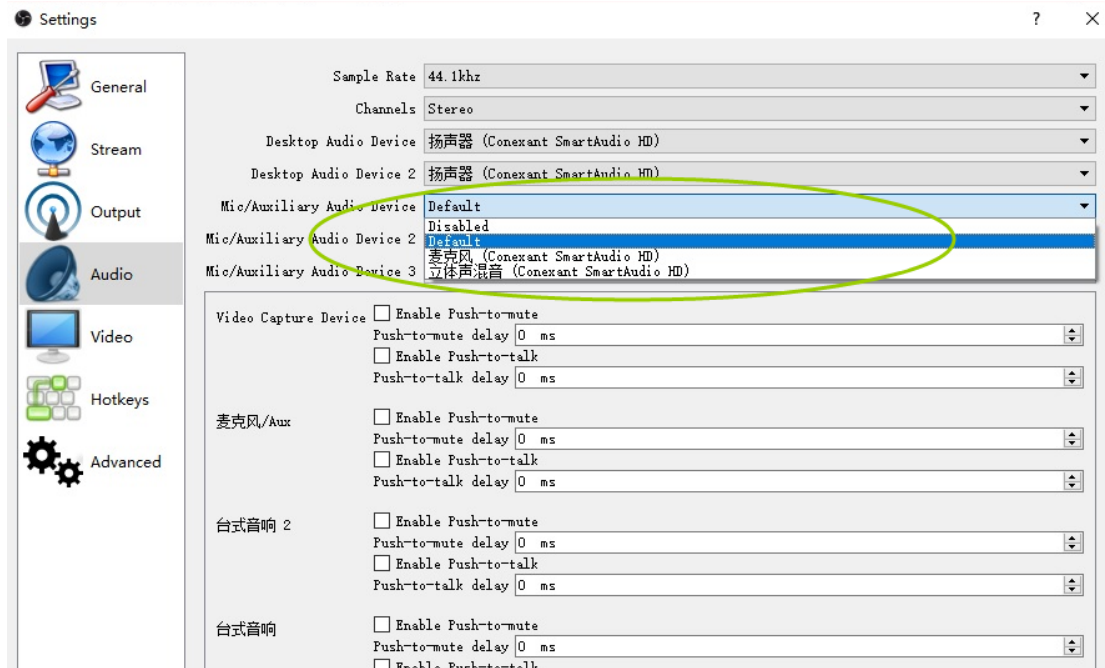 Settings
?
General
Stream
Output
Audio
Video
Hotkeys
Advanced
Sample Rate 44.1khz
Channels Stereo
Desktop Audio Device 扬声器 (Conexant SmartAudio HD)
Desktop Audio Device 2 扬声器 (Conexant SmartAudio HD)
Mic/Auxiliary Audio Device Default
Disabled
Mic/Auxiliary Audio Device 2 Default
麦克风 (Conexant SmartAudio HD)
Mic/Auxiliary Audio Device 3 立体声混音 (Conexant SmartAudio HD)
Video Capture Device Enable Push-to-mute
Push-to-mute delay 0 ms
Enable Push-to-talk
Push-to-talk delay 0 ms
麦克风/Aux Enable Push-to-mute
Push-to-mute delay 0 ms
Enable Push-to-talk
Push-to-talk delay 0 ms
台式音响 2 Enable Push-to-mute
Push-to-mute delay 0 ms
Enable Push-to-talk
Push-to-talk delay 0 ms
台式音响 Enable Push-to-mute
Push-to-mute delay 0 ms
Enable Push-to-talk